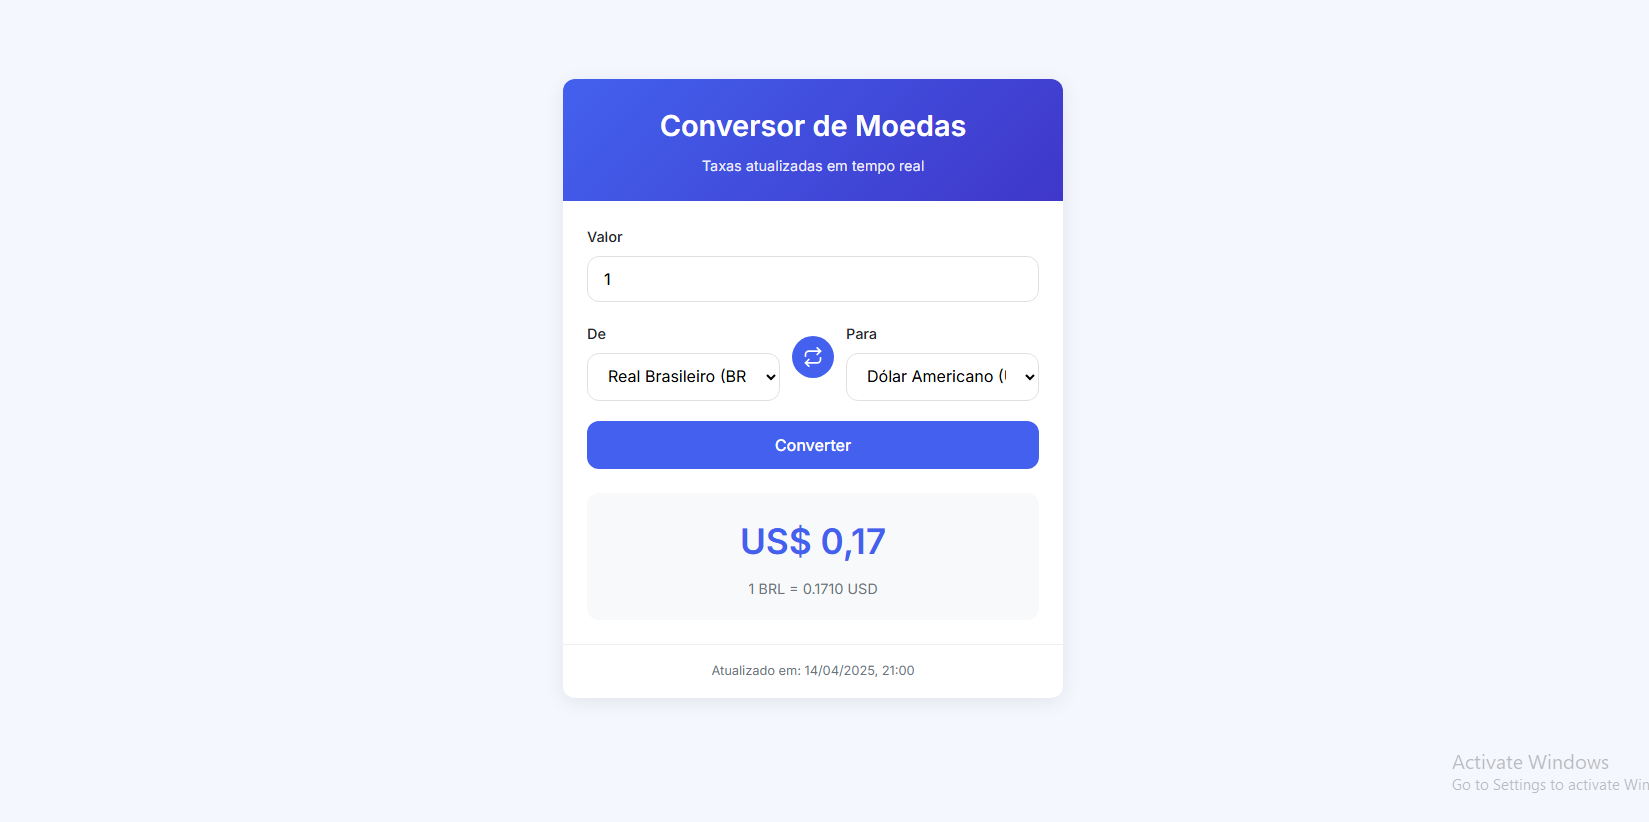 Conversor de Moedas
Taxas atualizadas em tempo real
Valor
1
De
Para
Real Brasileiro (BR
Dólar Americano (
Converter
US$ 0,17
1 BRL = 0.1710 USD
Atualizado em: 14/04/2025, 21:00
Activate Windows
Go to Settings to activate Win